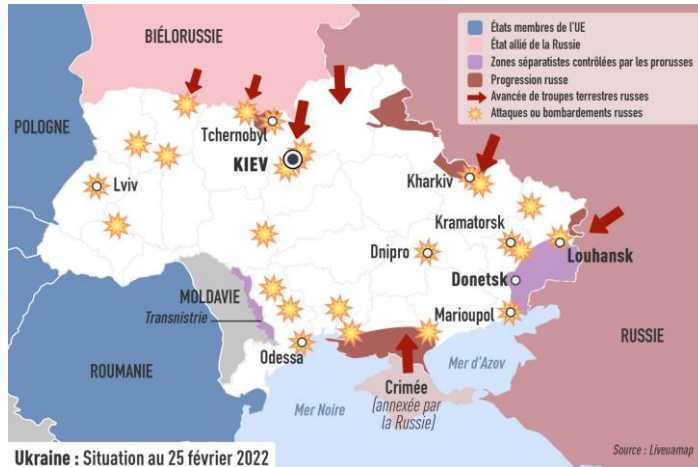 États membres de l'UE
État allié de la Russie
Zones séparatistes contrôlées par les prorusses
Progression russe
Avancée de troupes terrestres russes
Attaques ou bombardements russes
BIÉLORUSSIE
POLOGNE
Tchernobyl
KIEV
Lviv
Kharkiv
Kramatorsk
Dnipro
Louhansk
Donetsk
MOLDAVIE
Transnistrie
Marioupol
RUSSIE
Odessa
ROUMANIE
Mer d'Azov
Crimée
(annexée par
la Russie)
Mer Noire
Source : Liveuamap
Ukraine : Situation au 25 février 2022